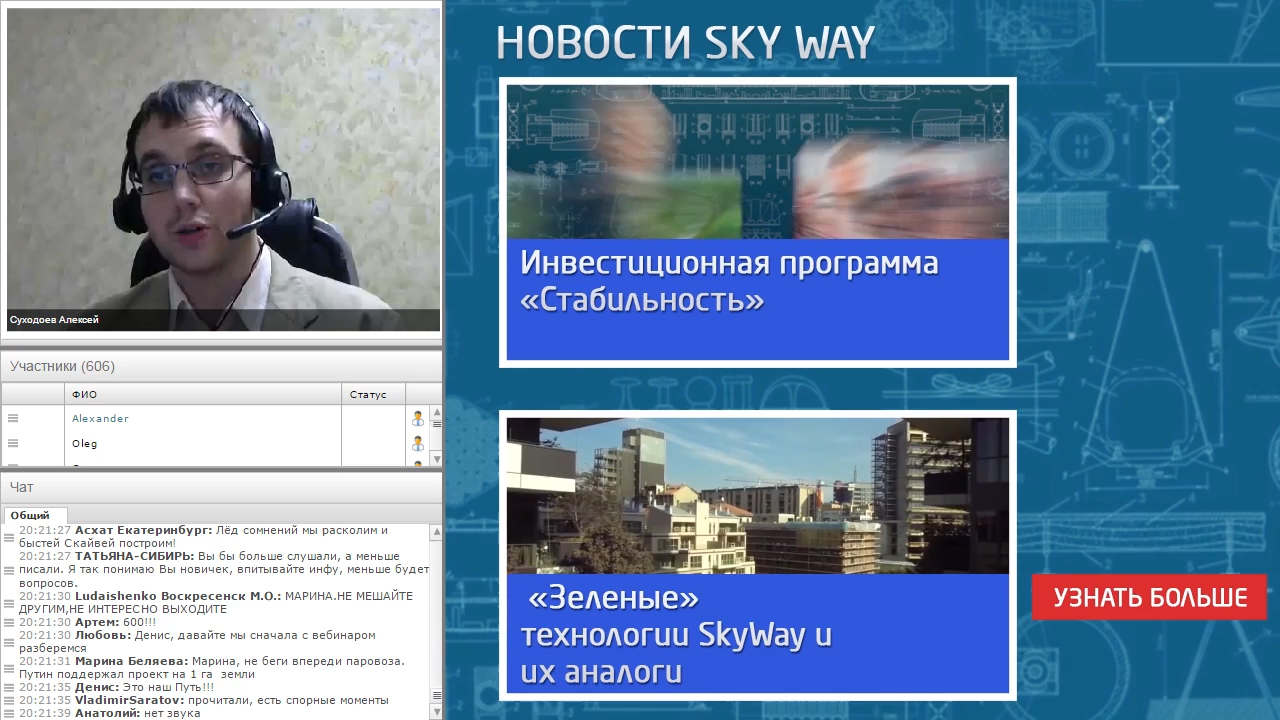 Суходоев Алексей
Участники (606)
ФИО Статус
Alexander
Oleg
Чат
Общий
20:21:27 Асхат Екатеринбург: Лёд сомнений мы расколим и
быстей Скайвей построим!
20:21:27 ТАТЬЯНА-СИБИРЬ: Вы бы больше слушали, а меньше
писали. Я так понимаю Вы новичек, впитывайте инфу, меньше будет
вопросов.
20:21:30 Ludaishenko Воскресенск М.О.: МАРИНА.НЕ МЕШАЙТЕ
ДРУГИМ,НЕ ИНТЕРЕСНО ВЫХОДИТЕ
20:21:30 Артем: 600!!!
20:21:30 Любовь: Денис, давайте мы сначала с вебинаром
разберемся
20:21:31 Марина Беляева: Марина, не беги впереди паровоза.
Путин поддержал проект на 1 га земли
20:21:35 Денис: Это наш Путь!!!
20:21:35 VladimirSaratov: прочитали, есть спорные моменты
20:21:39 Анатолий: нет звука
НОВОСТИ SKY WAY
Инвестиционная программа
«Стабильность»
«Зеленые»
технологии SkyWay и
их аналоги
УЗНАТЬ БОЛЬШЕ